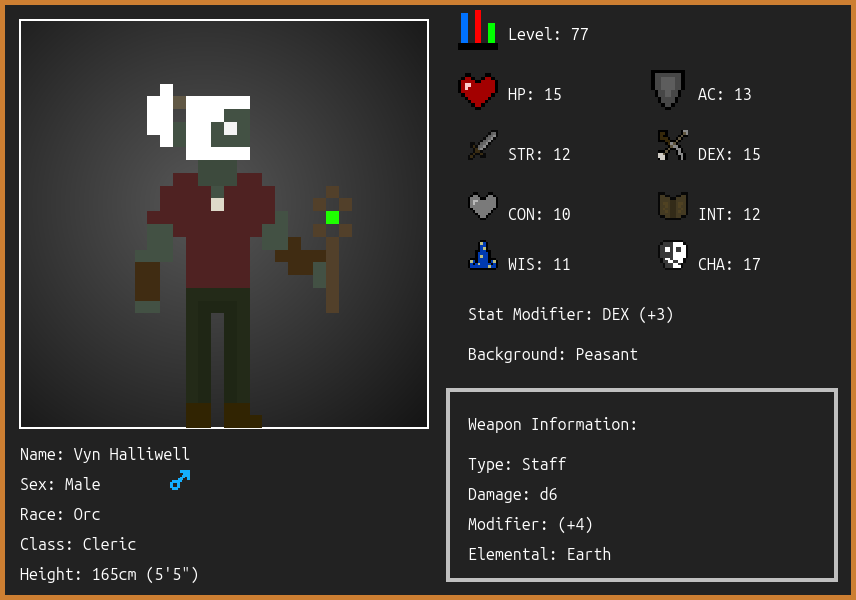 Level: 77
HP: 15
AC: 13
STR: 12
DEX: 15
CON: 10
INT: 12
WIS: 11
CHA: 17
Stat Modifier: DEX (+3)
Background: Peasant
Weapon Information:
Type: Staff
Damage: d6
Modifier: (+4)
Elemental: Earth
Name: Vyn Halliwell
Sex: Male
Race: Orc
Class: Cleric
Height: 165cm (5'5")